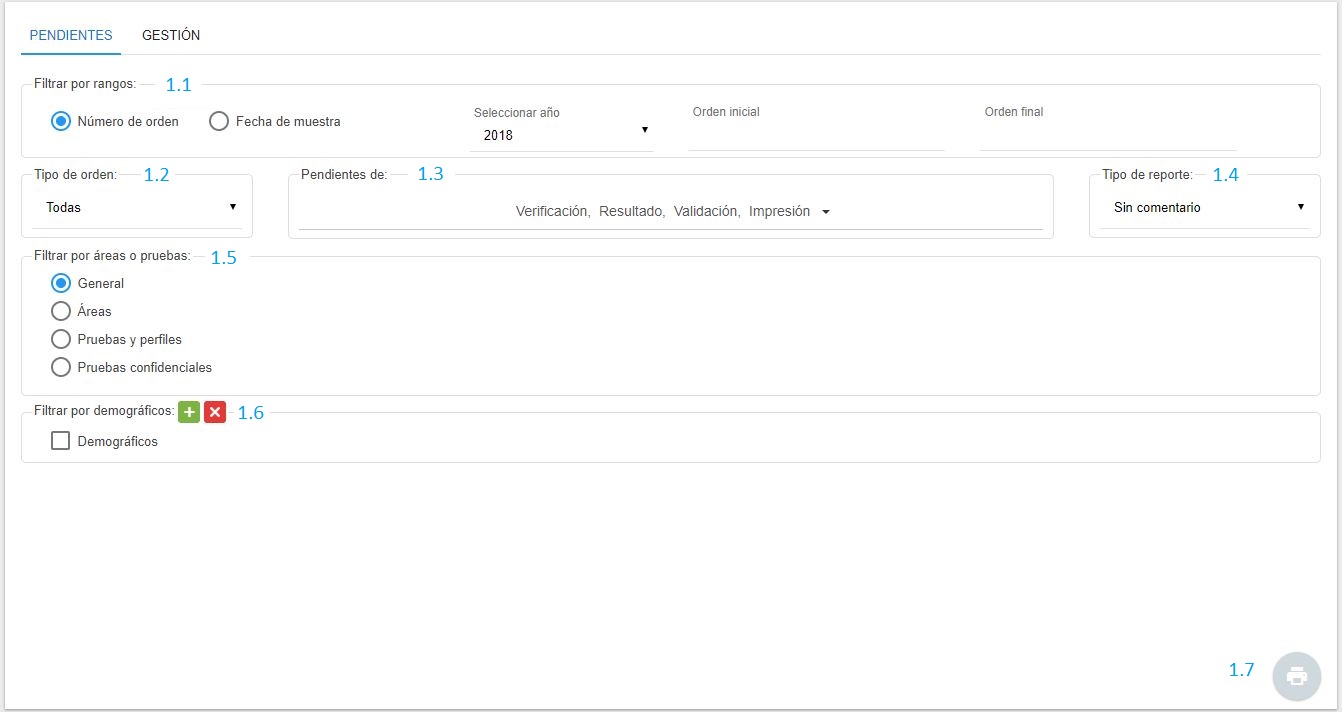 PENDIENTES GESTIÓN
Filtrar por rangos: 1.1
Número de orden Fecha de muestra Seleccionar año 2018 Orden inicial Orden final
Tipo de orden: 1.2 Pendientes de: 1.3 Tipo de reporte: 1.4
Todas Verificación, Resultado, Validación, Impresión Sin comentario
Filtrar por áreas o pruebas: 1.5
General
Áreas
Pruebas y perfiles
Pruebas confidenciales
Filtrar por demográficos: 1.6
Demográficos
1.7